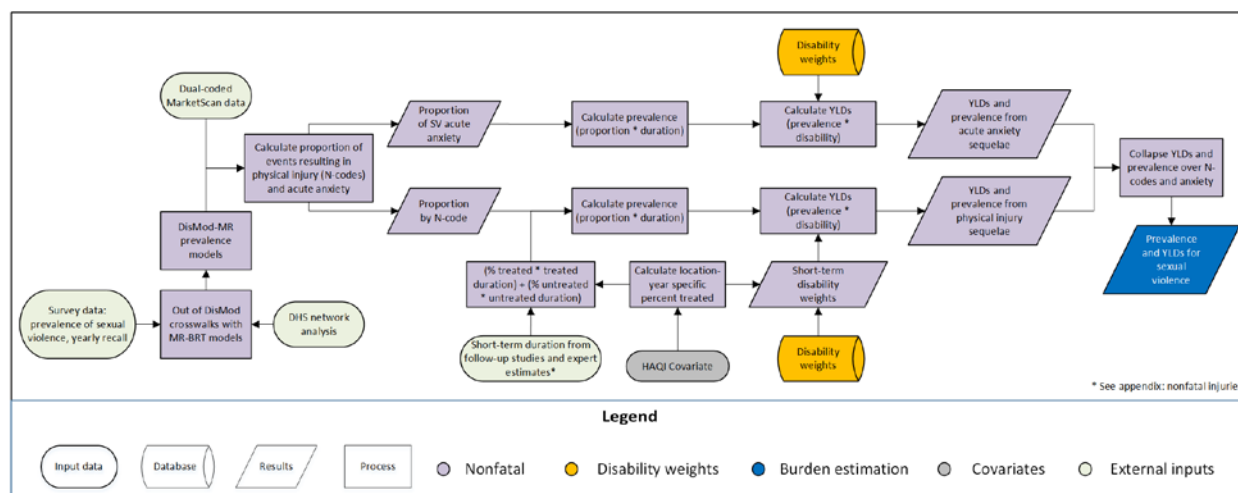 Dual-coded
MarketScan data
Disability
weights
Proportion
of SV acute
anxiety
Calculate prevalence
(proportion * duration)
Calculate YLDs
(prevalence *
disability)
YLDs and
prevalence from
acute anxiety
sequelae
Calculate proportion of
events resulting in
physical injury (N-codes)
and acute anxiety
Collapse YLDs and
prevalence over N-
codes and anxiety
Proportion
by N-code
Calculate prevalence
(proportion * duration)
Calculate YLDs
(prevalence *
disability)
YLDs and
prevalence from
physical injury
sequelae
DisMod-MR
prevalence
models
(% treated * treated
duration) + (% untreated
* untreated duration)
Calculate location-
year specific
percent treated
Short-term
disability
weights
Prevalence
and YLDs for
sexual
violence
Survey data:
prevalence of sexual
violence, yearly recall
Out of DisMod
crosswalks with
MR-BRT models
DHS network
analysis
Short-term duration from
follow-up studies and expert
estimates*
HAQI Covariate
Disability
weights
* See appendix: nonfatal injurie
Legend
Input data
Database
Results
Process
Nonfatal
Disability weights
Burden estimation
Covariates
External inputs